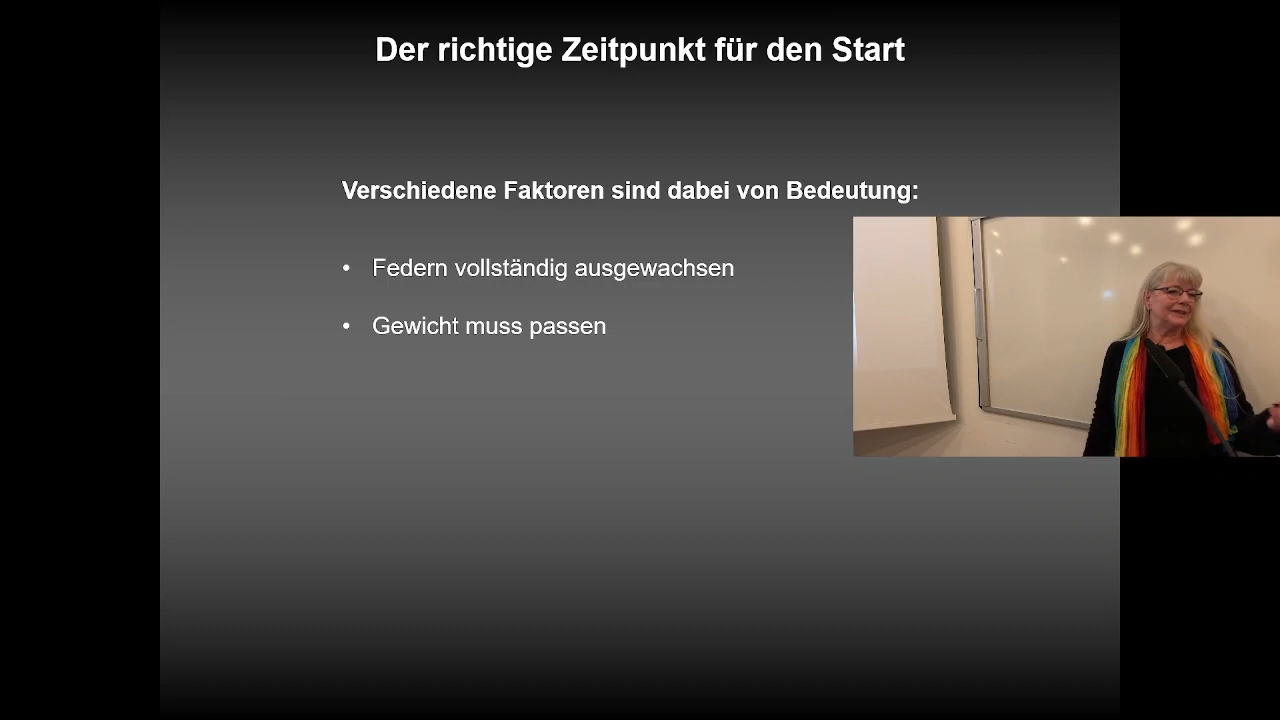 Der richtige Zeitpunkt für den Start
Verschiedene Faktoren sind dabei von Bedeutung:
• Federn vollständig ausgewachsen
• Gewicht muss passen